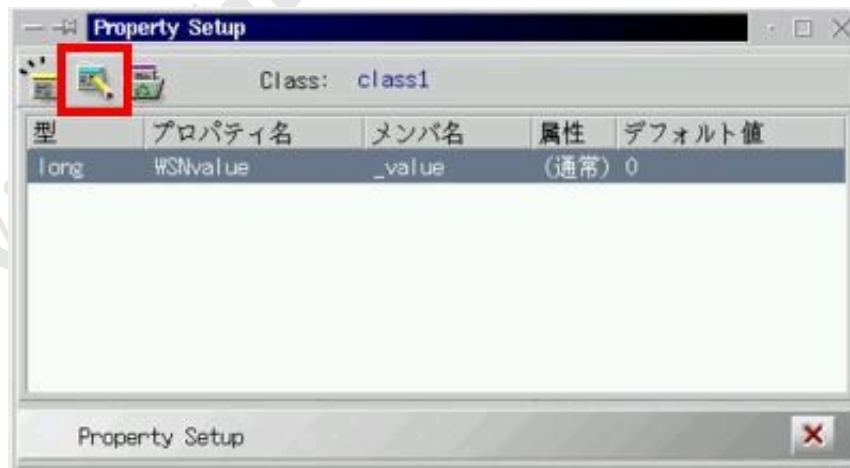 Property Setup
Class: class1
型 プロパティ名 メンバ名 属性 デフォルト値
long WSNvalue _value (通常) 0
Property Setup